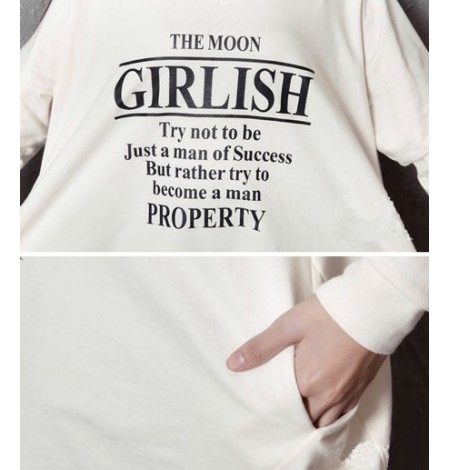 THE MOON
GIRLISH
Try not to be
Just a man of Success
But rather try to
become a man
PROPERTY